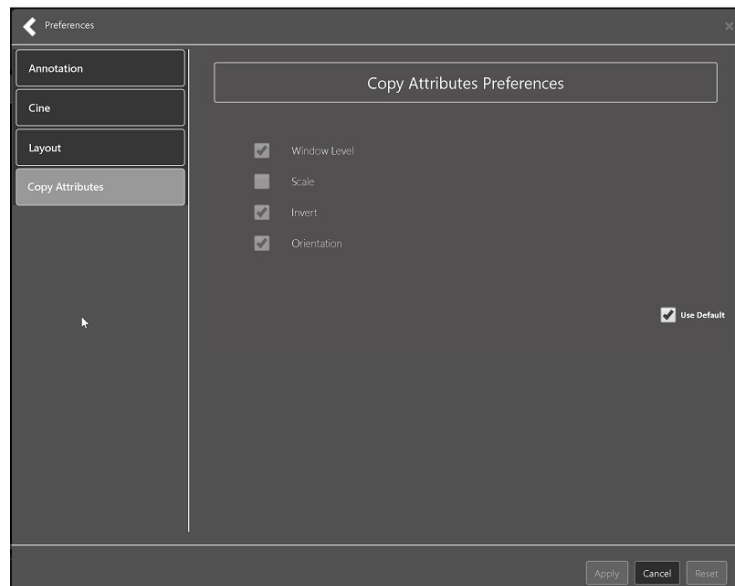 Preferences
Annotation
Cine
Layout
Copy Attributes
Copy Attributes Preferences
Window Level
Scale
Invert
Orientation
Use Default
Apply
Cancel
Reset